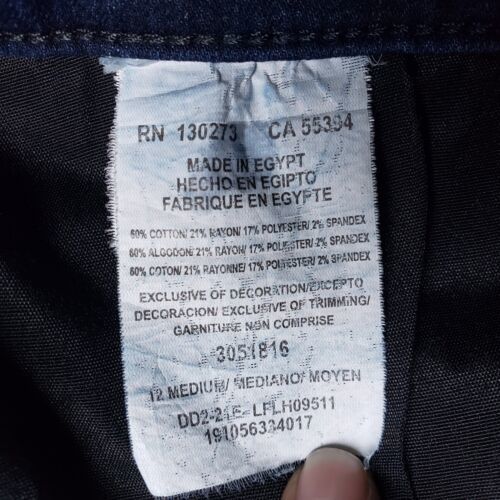 RN 130273 CA 55394
MADE IN EGYPT
HECHO EN EGIPTO
FABRIQUE EN EGYPTE
60% COTTON/ 21% RAYON/ 17% POLYESTER/ 2% SPANDEX
60% ALGODON/ 21% RAYON/ 17% POLIESTER/ 2% SPANDEX
60% COTON/ 21% RAYONNE/ 17% POLYESTER/ 2% SPANDEX
EXCLUSIVE OF DECORATION/EXCEPTO
DECORACION/ EXCLUSIVE OF TRIMMING/
GARNITURE NON COMPRISE
3051816
12 MEDIUM/ MEDIANO/ MOYEN
LFLH09511
191056334017